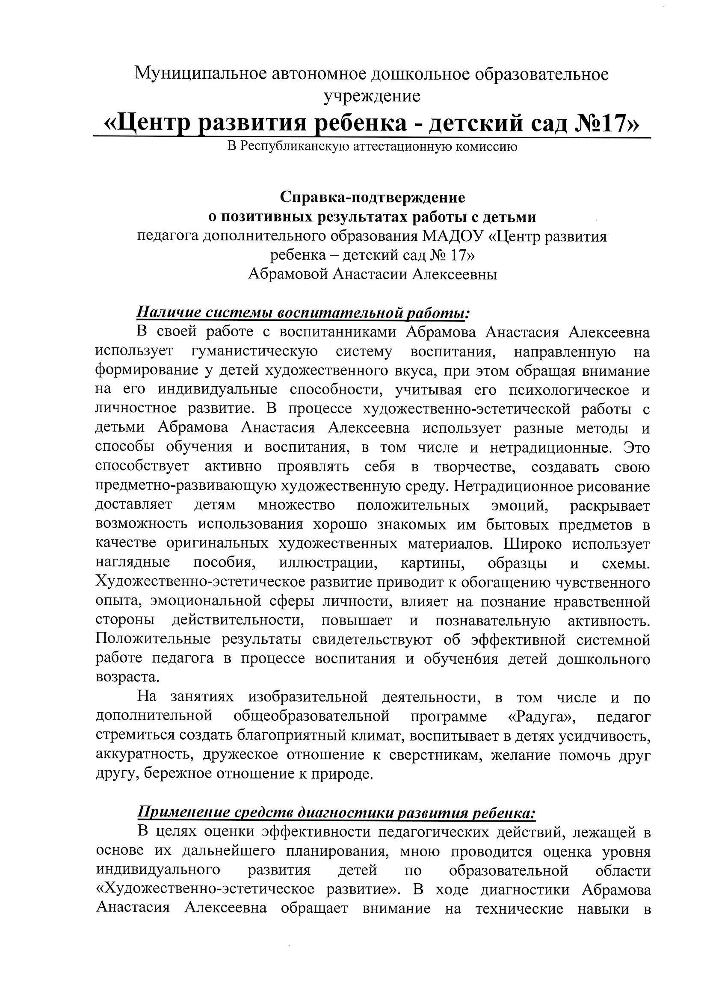 Муниципальное автономное дошкольное образовательное
учреждение
«Центр развития ребенка - детский сад №17»
В Республиканскую аттестационную комиссию
Справка-подтверждение
о позитивных результатах работы с детьми
педагога дополнительного образования МАДОУ «Центр развития
ребенка – детский сад № 17»
Абрамовой Анастасии Алексеевны
Наличие системы воспитательной работы:
В своей работе с воспитанниками Абрамова Анастасия Алексеевна
использует гуманистическую систему воспитания, направленную на
формирование у детей художественного вкуса, при этом обращая внимание
на его индивидуальные способности, учитывая его психологическое и
личностное развитие. В процессе художественно-эстетической работы с
детьми Абрамова Анастасия Алексеевна использует разные методы и
способы обучения и воспитания, в том числе и нетрадиционные. Это
способствует активно проявлять себя в творчестве, создавать свою
предметно-развивающую художественную среду. Нетрадиционное рисование
доставляет детям множество положительных эмоций, раскрывает
возможность использования хорошо знакомых им бытовых предметов в
качестве оригинальных художественных материалов. Широко использует
наглядные пособия, иллюстрации, картины, образцы и схемы.
Художественно-эстетическое развитие приводит к обогащению чувственного
опыта, эмоциональной сферы личности, влияет на познание нравственной
стороны действительности, повышает и познавательную активность.
Положительные результаты свидетельствуют об эффективной системной
работе педагога в процессе воспитания и обучен6ия детей дошкольного
возраста.
На занятиях изобразительной деятельности, в том числе и по
дополнительной общеобразовательной программе «Радуга», педагог
стремиться создать благоприятный климат, воспитывает в детях усидчивость,
аккуратность, дружеское отношение к сверстникам, желание помочь друг
другу, бережное отношение к природе.
Применение средств диагностики развития ребенка:
В целях оценки эффективности педагогических действий, лежащей в
основе их дальнейшего планирования, мною проводится оценка уровня
индивидуального развития детей по образовательной области
«Художественно-эстетическое развитие». В ходе диагностики Абрамова
Анастасия Алексеевна обращает внимание на технические навыки в